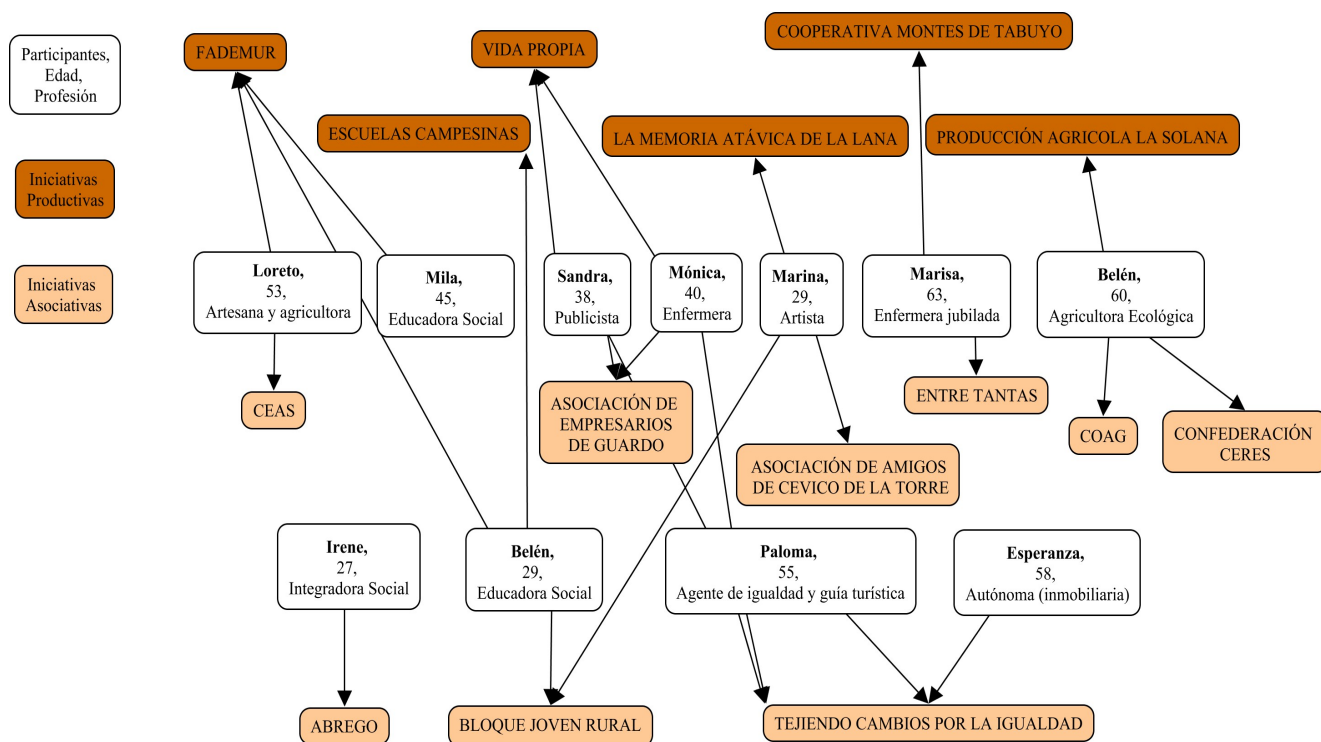 Participantes,
Edad,
Profesión
Iniciativas
Productivas
Iniciativas
Asociativas
FADEMUR
VIDA PROPIA
COOPERATIVA MONTES DE TABUYO
ESCUELAS CAMPESINAS
LA MEMORIA ATÁVICA DE LA LANA
PRODUCCIÓN AGRICOLA LA SOLANA
Loreto,
53,
Artesana y agricultora
Mila,
45,
Educadora Social
Sandra,
38,
Publicista
Mónica,
40,
Enfermera
Marina,
29,
Artista
Marisa,
63,
Enfermera jubilada
Belén,
60,
Agricultora Ecológica
CEAS
ASOCIACIÓN DE
EMPRESARIOS
DE GUARDO
ASOCIACIÓN DE AMIGOS
DE CEVICO DE LA TORRE
ENTRE TANTAS
COAG
CONFEDERACIÓN
CERES
Irene,
27,
Integradora Social
Belén,
29,
Educadora Social
Paloma,
55,
Agente de igualdad y guía turística
Esperanza,
58,
Autónoma (inmobiliaria)
ABREGO
BLOQUE JOVEN RURAL
TEJIENDO CAMBIOS POR LA IGUALDAD